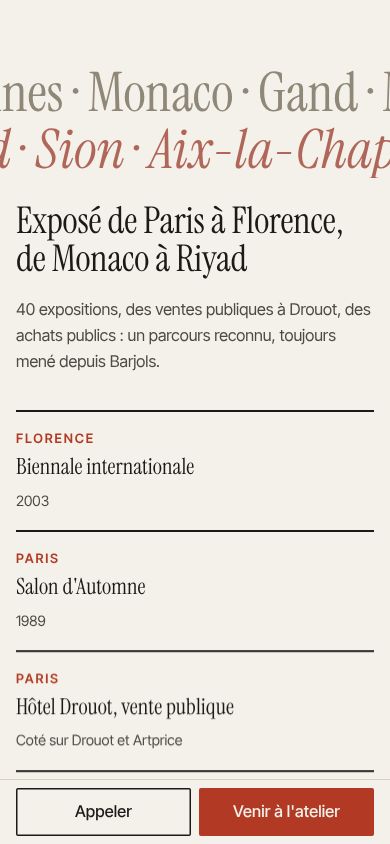 nes · Monaco · Gand ·
d · Sion · Aix-la-Chap
Exposé de Paris à Florence,
de Monaco à Riyad
40 expositions, des ventes publiques à Drouot, des
achats publics : un parcours reconnu, toujours
mené depuis Barjols.
FLORENCE
Biennale internationale
2003
PARIS
Salon d'Automne
1989
PARIS
Hôtel Drouot, vente publique
Coté sur Drouot et Artprice
Appeler
Venir à l'atelier